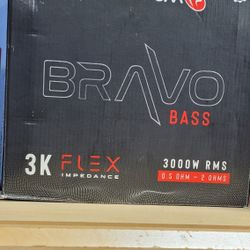 BRAVO
BASS
3K FLEX
IMPEDANCE
3000W RMS
0.5 OHM - 2 OHMS